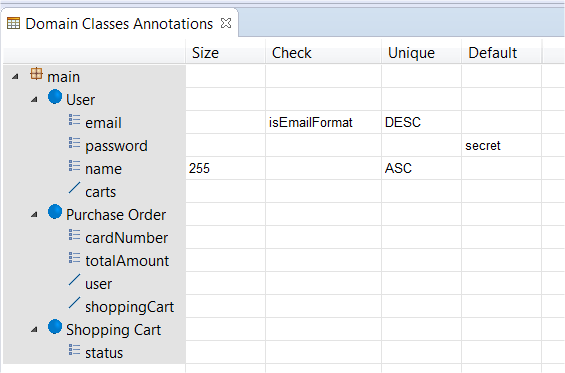 Domain Classes Annotations
Size Check Unique Default
main
User
email isEmailFormat DESC
password secret
name 255 ASC
carts
Purchase Order
cardNumber
totalAmount
user
shoppingCart
Shopping Cart
status